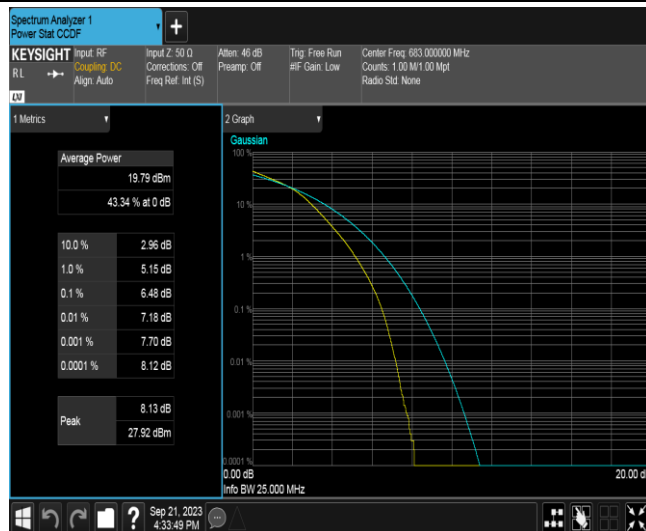 Spectrum Analyzer 1
Power Stat CCDF
+
KEYSIGHT
RL
Input: RF
Coupling: DC
Align: Auto
Input Z: 50 Ω
Corrections: Off
Freq Ref: Int (S)
Atten: 46 dB
Preamp: Off
Trig: Free Run
#IF Gain: Low
Center Freq: 683.000000 MHz
Counts: 1.00 M/1.00 Mpt
Radio Std: None
1 Metrics
Average Power
19.79 dBm
43.34 % at 0 dB
10.0 % 2.96 dB
1.0 % 5.15 dB
0.1 % 6.48 dB
0.01 % 7.18 dB
0.001 % 7.70 dB
0.0001 % 8.12 dB
Peak
8.13 dB
27.92 dBm
2 Graph
Gaussian
100 %
10 %
1 %
0.1 %
0.01 %
0.001 %
0.0001 %
0.00 dB
20.00 d
Info BW 25.000 MHz
?
Sep 21, 2023
4:33:49 PM